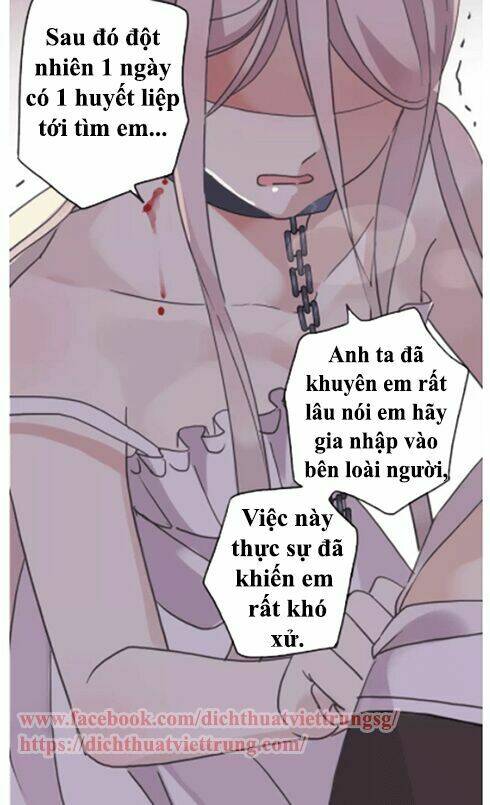 Sau đó đột
nhiên 1 ngày
có 1 huyết liệp
tới tìm em...
Anh ta đã
khuyên em rất
lâu nói em hãy
gia nhập vào
bên loài người,
Việc này
thực sự đã
khiến em
rất khó
xử.
www.facebook.com/dichthuatviettrungsg/
https://dichthuatviettrung.com/